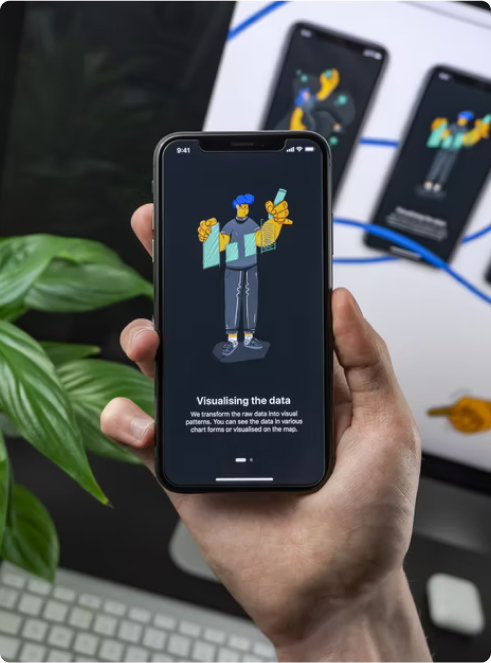 9:41
Visualising the data
We transform the raw data into visual
patterns. You can see the data in various
chart forms or visualised on the map.